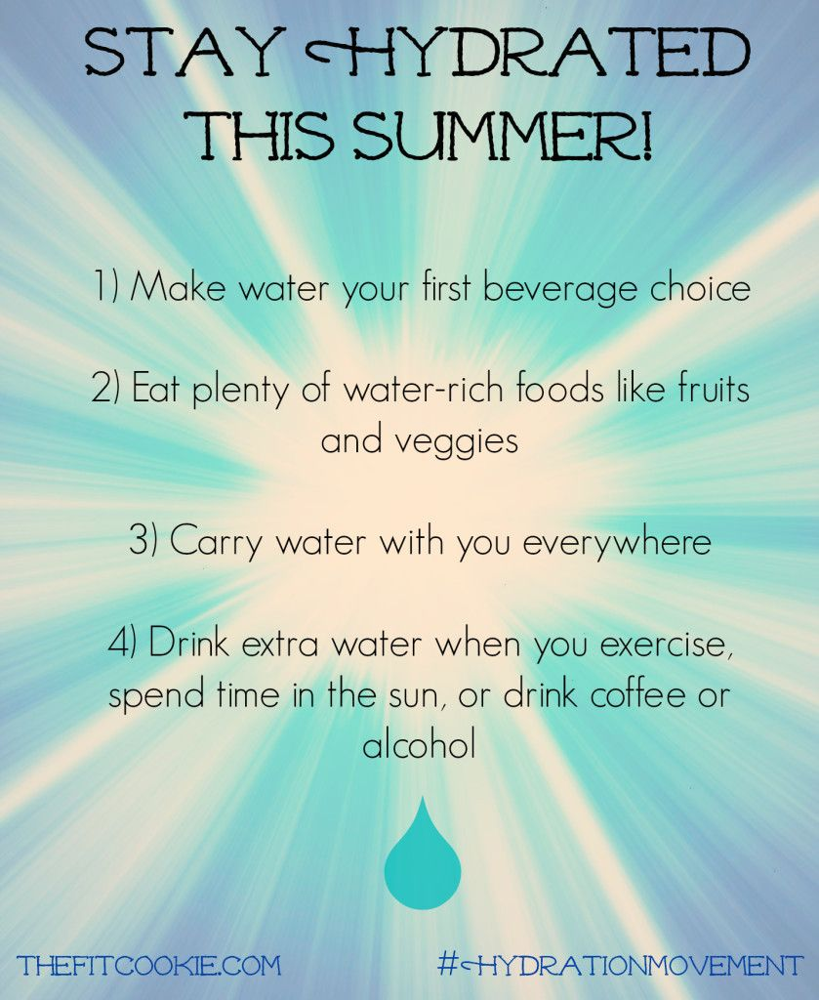 STAY HYDRATED
THIS SUMMER!
1) Make water your first beverage choice
2) Eat plenty of water-rich foods like fruits
and veggies
3) Carry water with you everywhere
4) Drink extra water when you exercise,
spend time in the sun, or drink coffee or
alcohol
THEFITCOOKIE.COM
#HYDRATIONMOVEMENT